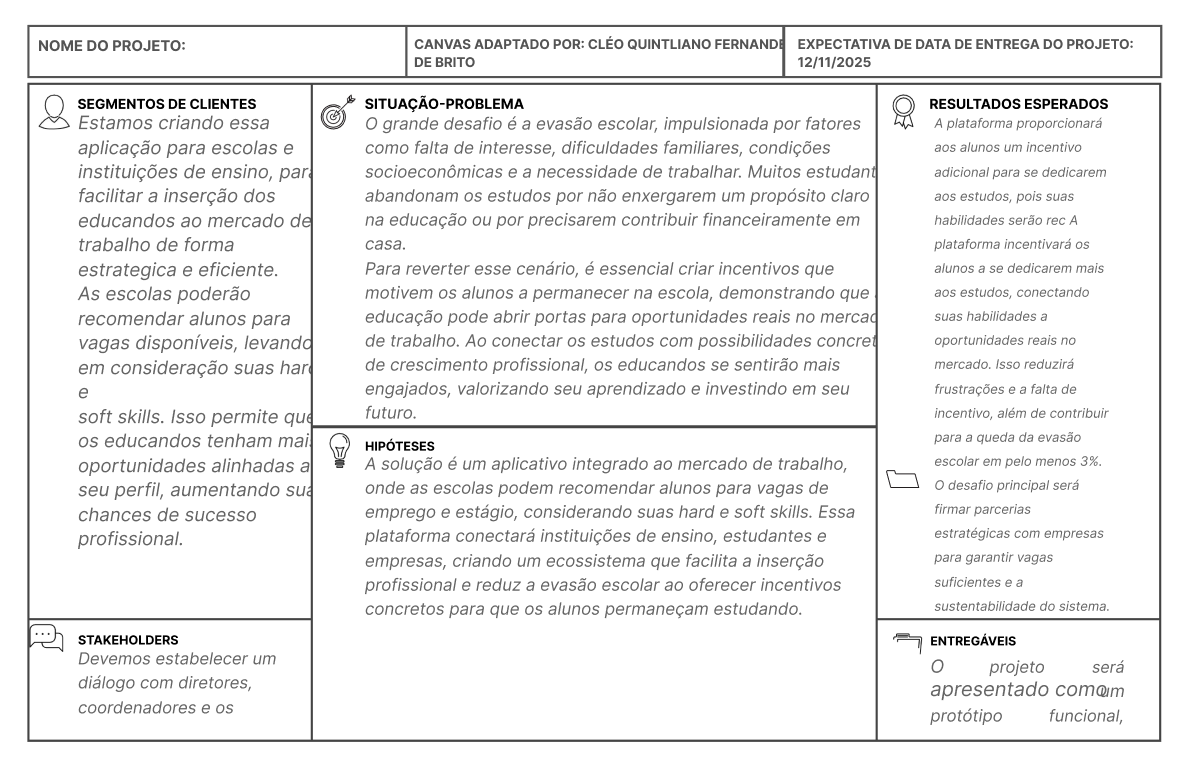 NOME DO PROJETO:
CANVAS ADAPTADO POR: CLÉO QUINTLIANO FERNANDE
DE BRITO
EXPECTATIVA DE DATA DE ENTREGA DO PROJETO:
12/11/2025
SEGMENTOS DE CLIENTES
Estamos criando essa
aplicação para escolas e
instituições de ensino, para
facilitar a inserção dos
educandos ao mercado de
trabalho de forma
estrategica e eficiente.
As escolas poderão
recomendar alunos para
vagas disponíveis, levando
em consideração suas hard
e
soft skills. Isso permite que
os educandos tenham mais
oportunidades alinhadas a
seu perfil, aumentando sua
chances de sucesso
profissional.
STAKEHOLDERS
Devemos estabelecer um
diálogo com diretores,
coordenadores e os
SITUAÇÃO-PROBLEMA
O grande desafio é a evasão escolar, impulsionada por fatores
como falta de interesse, dificuldades familiares, condições
socioeconômicas e a necessidade de trabalhar. Muitos estudant
abandonam os estudos por não enxergarem um propósito claro
na educação ou por precisarem contribuir financeiramente em
casa.
Para reverter esse cenário, é essencial criar incentivos que
motivem os alunos a permanecer na escola, demonstrando que
educação pode abrir portas para oportunidades reais no mercad
de trabalho. Ao conectar os estudos com possibilidades concret
de crescimento profissional, os educandos se sentirão mais
engajados, valorizando seu aprendizado e investindo em seu
futuro.
HIPÓTESES
A solução é um aplicativo integrado ao mercado de trabalho,
onde as escolas podem recomendar alunos para vagas de
emprego e estágio, considerando suas hard e soft skills. Essa
plataforma conectará instituições de ensino, estudantes e
empresas, criando um ecossistema que facilita a inserção
profissional e reduz a evasão escolar ao oferecer incentivos
concretos para que os alunos permaneçam estudando.
RESULTADOS ESPERADOS
A plataforma proporcionará
aos alunos um incentivo
adicional para se dedicarem
aos estudos, pois suas
habilidades serão rec A
plataforma incentivará os
alunos a se dedicarem mais
aos estudos, conectando
suas habilidades a
oportunidades reais no
mercado. Isso reduzirá
frustrações e a falta de
incentivo, além de contribuir
para a queda da evasão
escolar em pelo menos 3%.
O desafio principal será
firmar parcerias
estratégicas com empresas
para garantir vagas
suficientes e a
sustentabilidade do sistema.
ENTREGÁVEIS
O projeto será
apresentado como um
protótipo funcional,